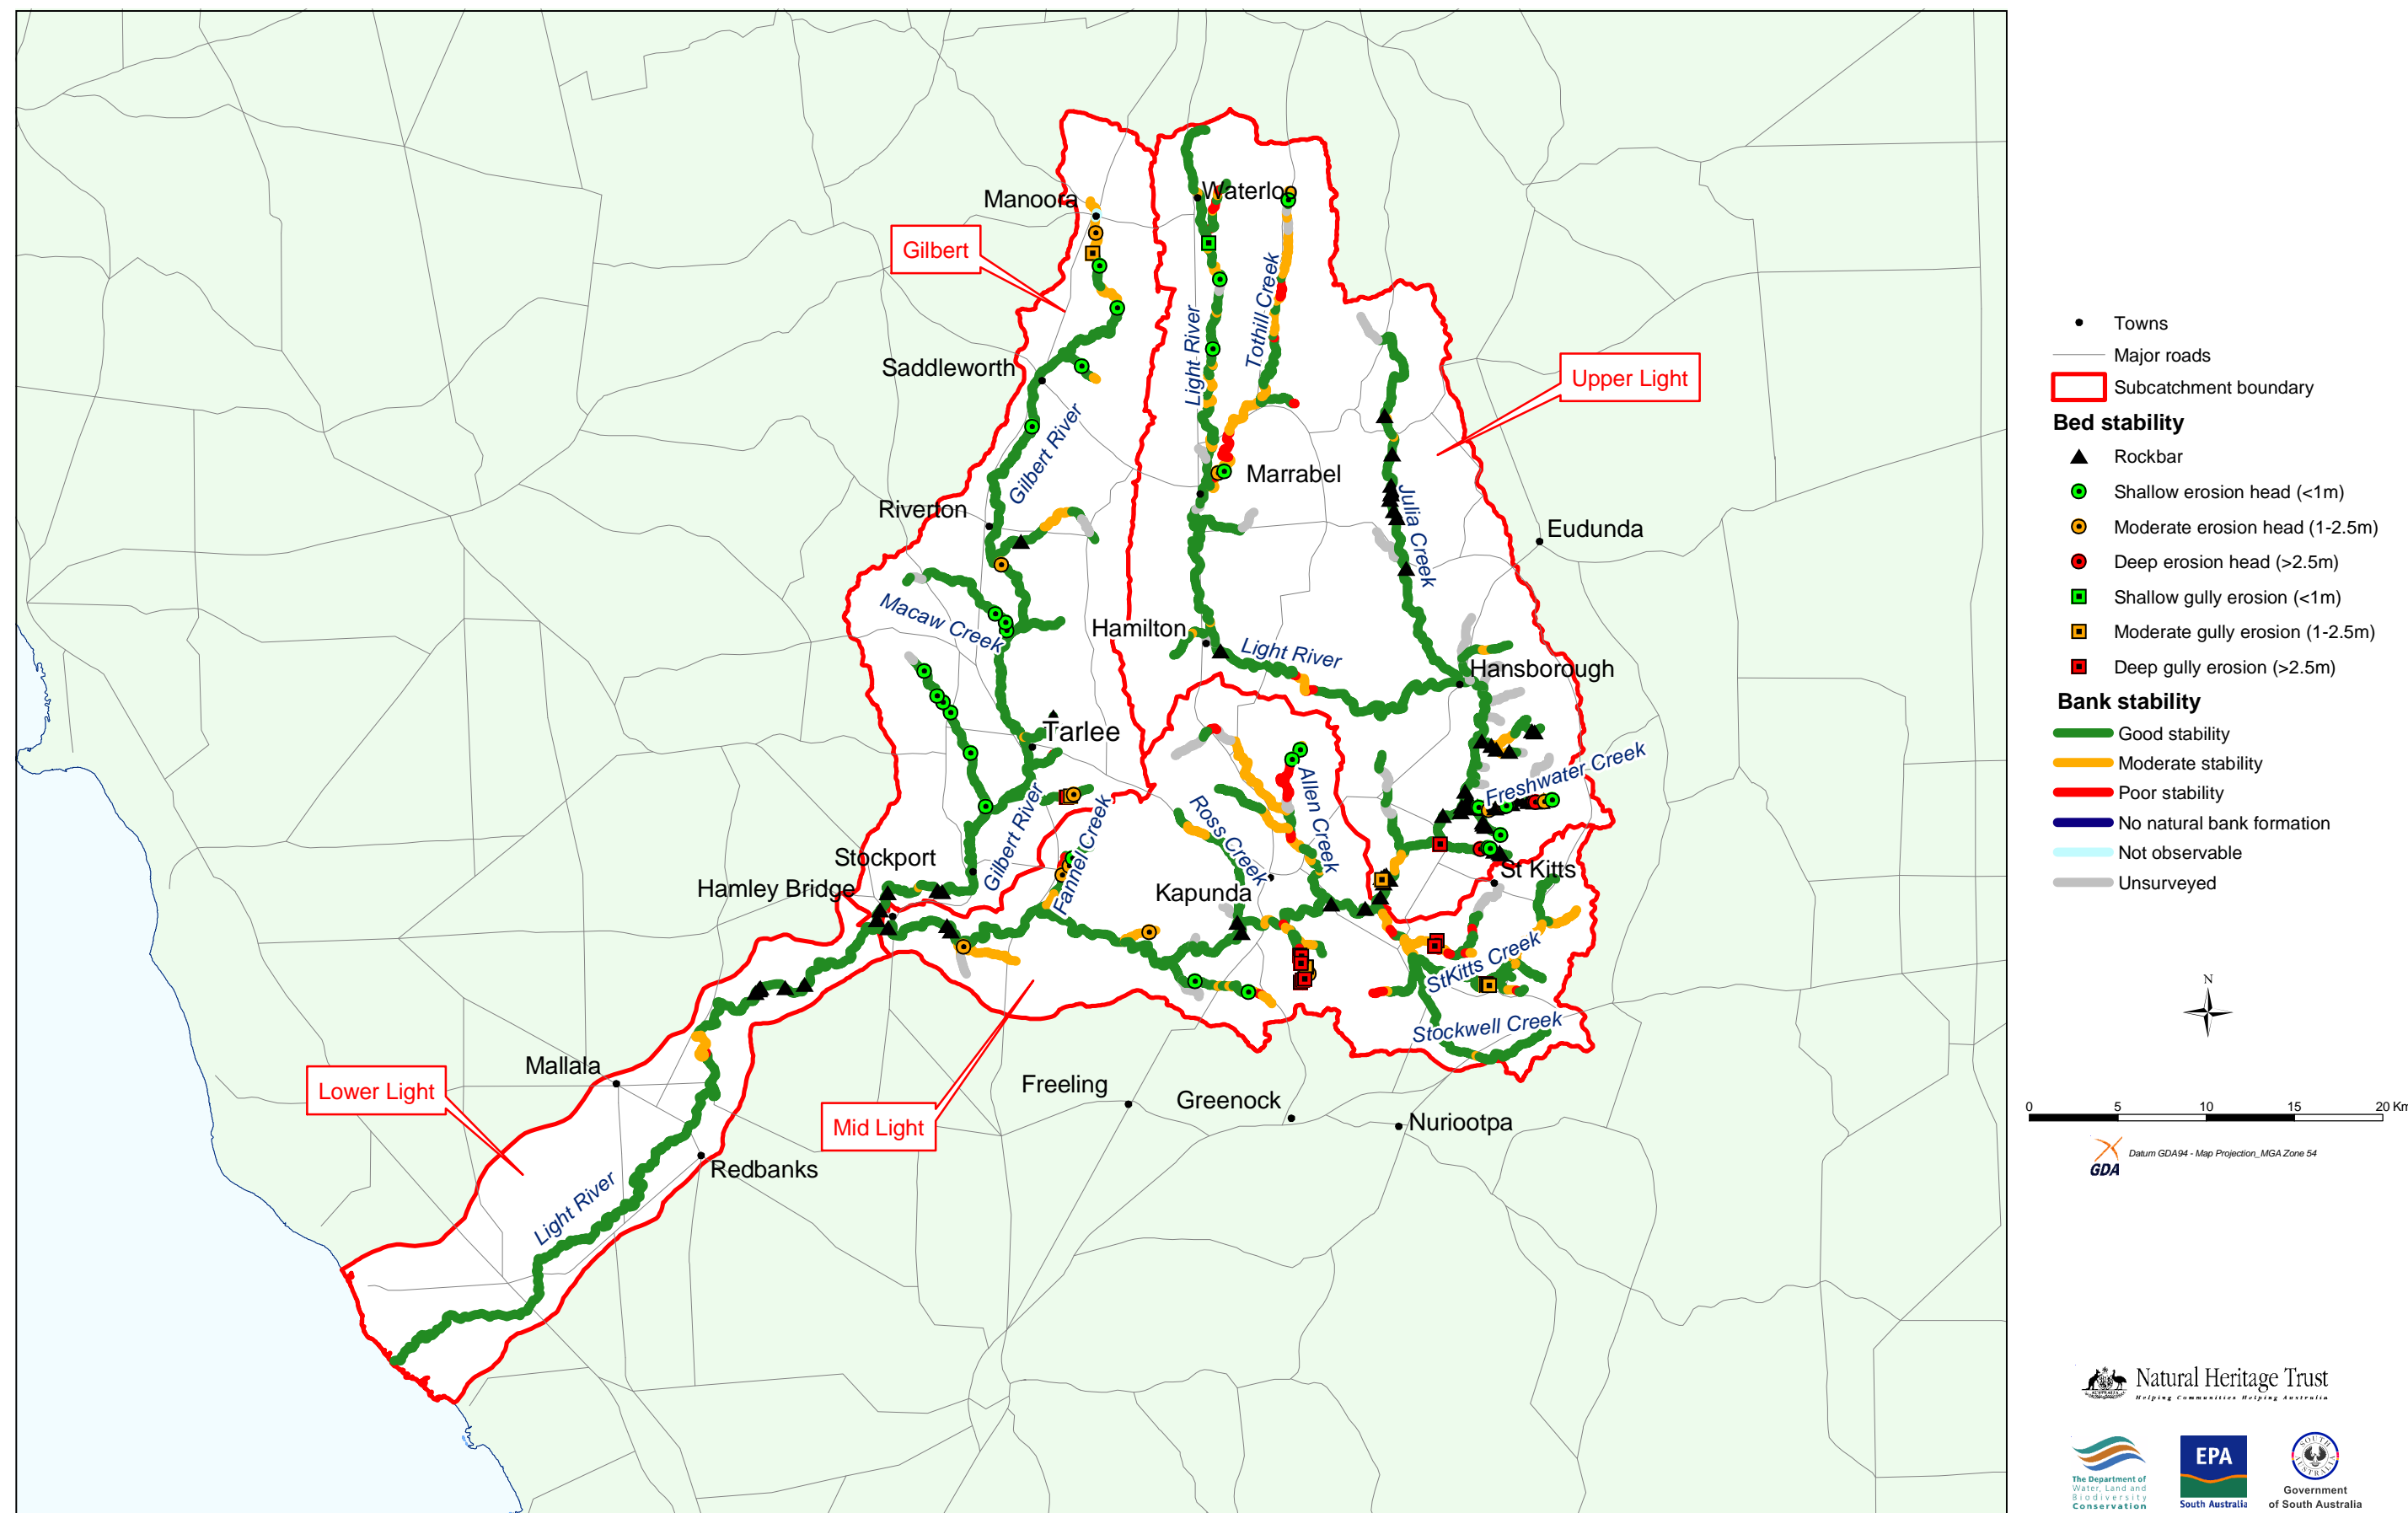 Manoora
Waterloo
Gilbert
Tothill Creek
Light River
Saddleworth
Upper Light
Gilbert River
Marrabel
Julia Creek
Riverton
Eudunda
Macaw Creek
Hamilton
Light River
Hansborough
Tarlee
Freshwater Creek
Allen Creek
Ross Creek
Fannel Creek
Gilbert River
Stockport
Hamley Bridge
Kapunda
St Kitts
StKitts Creek
Stockwell Creek
Mallala
Lower Light
Freeling
Greenock
Mid Light
Nuriootpa
Redbanks
Light River
Towns
Major roads
Subcatchment boundary
Bed stability
Rockbar
Shallow erosion head (<1m)
Moderate erosion head (1-2.5m)
Deep erosion head (>2.5m)
Shallow gully erosion (<1m)
Moderate gully erosion (1-2.5m)
Deep gully erosion (>2.5m)
Bank stability
Good stability
Moderate stability
Poor stability
No natural bank formation
Not observable
Unsurveyed
N
0 5 10 15 20 Km
GDA
Datum GDA94 - Map Projection_MGA Zone 54
Natural Heritage Trust
Helping Communities Helping Australia
The Department of
Water, Land and
Biodiversity
Conservation
EPA
South Australia
SOUTH
AUSTRALIA
Government
of South Australia